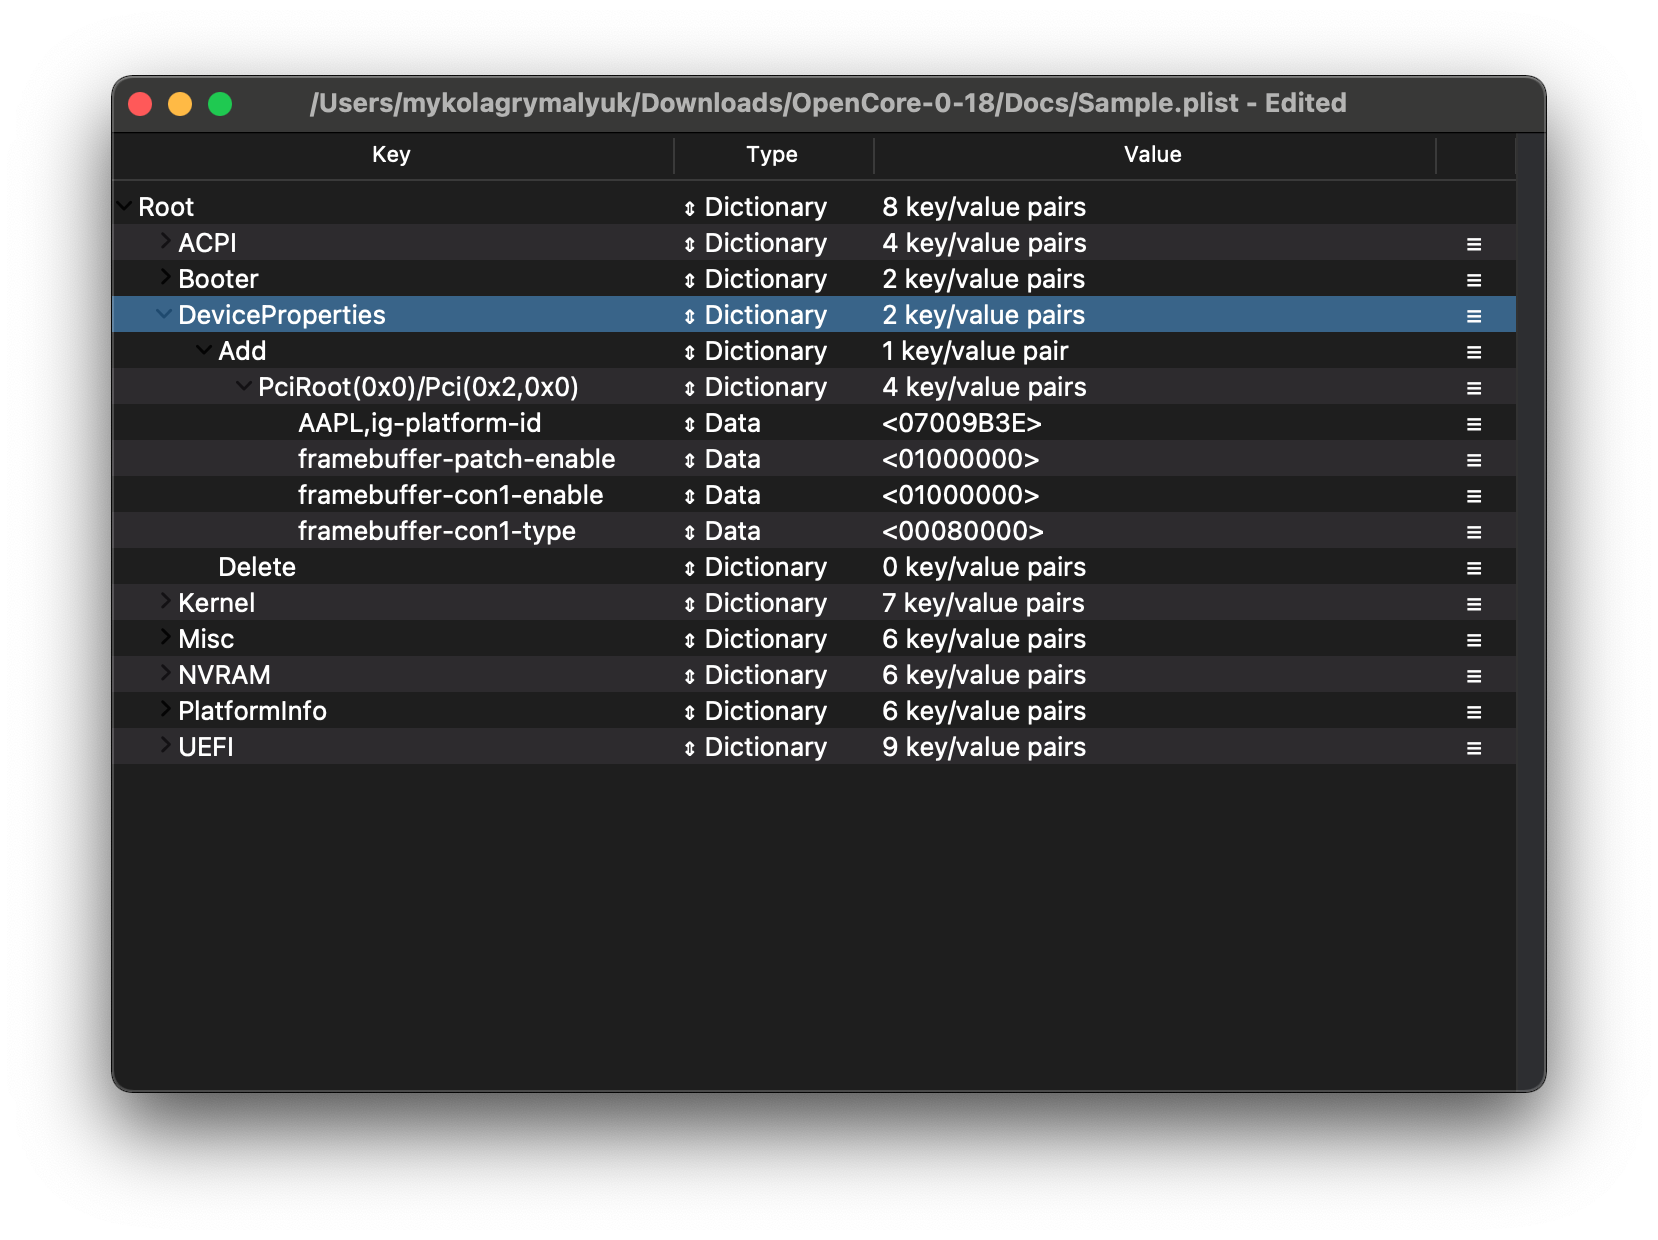 /Users/mykolagrymalyuk/Downloads/OpenCore-0-18/Docs/Sample.plist - Edited
Key Type Value
Root Dictionary 8 key/value pairs
ACPI Dictionary 4 key/value pairs
Booter Dictionary 2 key/value pairs
DeviceProperties Dictionary 2 key/value pairs
Add Dictionary 1 key/value pair
PciRoot(0x0)/Pci(0x2,0x0) Dictionary 4 key/value pairs
AAPL,ig-platform-id Data <07009B3E>
framebuffer-patch-enable Data <01000000>
framebuffer-con1-enable Data <01000000>
framebuffer-con1-type Data <00080000>
Delete Dictionary 0 key/value pairs
Kernel Dictionary 7 key/value pairs
Misc Dictionary 6 key/value pairs
NVRAM Dictionary 6 key/value pairs
PlatformInfo Dictionary 6 key/value pairs
UEFI Dictionary 9 key/value pairs